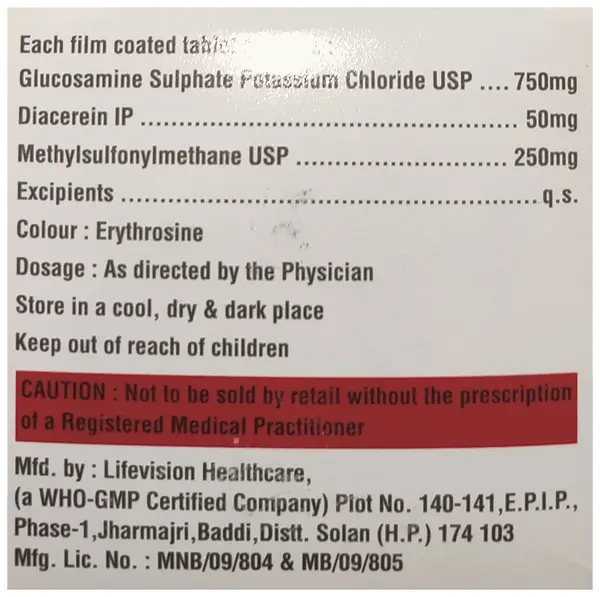 Each film coated tablet
Glucosamine Sulphate Potassium Chloride USP .... 750mg
Diacerein IP ................................................ 50mg
Methylsulfonylmethane USP ........................... 250mg
Excipients ...................................................... q.s.
Colour : Erythrosine
Dosage : As directed by the Physician
Store in a cool, dry & dark place
Keep out of reach of children
CAUTION : Not to be sold by retail without the prescription
of a Registered Medical Practitioner
Mfd. by : Lifevision Healthcare,
(a WHO-GMP Certified Company) Plot No. 140-141,E.P.I.P.,
Phase-1,Jharmajri,Baddi,Distt. Solan (H.P.) 174 103
Mfg. Lic. No. : MNB/09/804 & MB/09/805